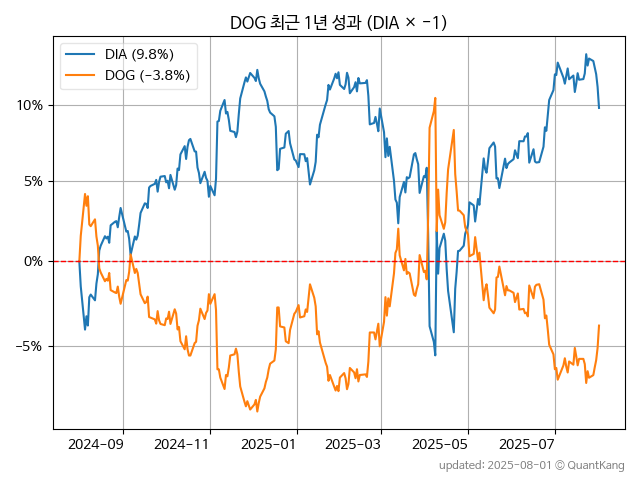 DOG 최근 1년 성과 (DIA × −1)
DIA (9.8%)
DOG (−3.8%)
10%
5%
0%
−5%
2024-09
2024-11
2025-01
2025-03
2025-05
2025-07
updated: 2025-08-01 © QuantKang